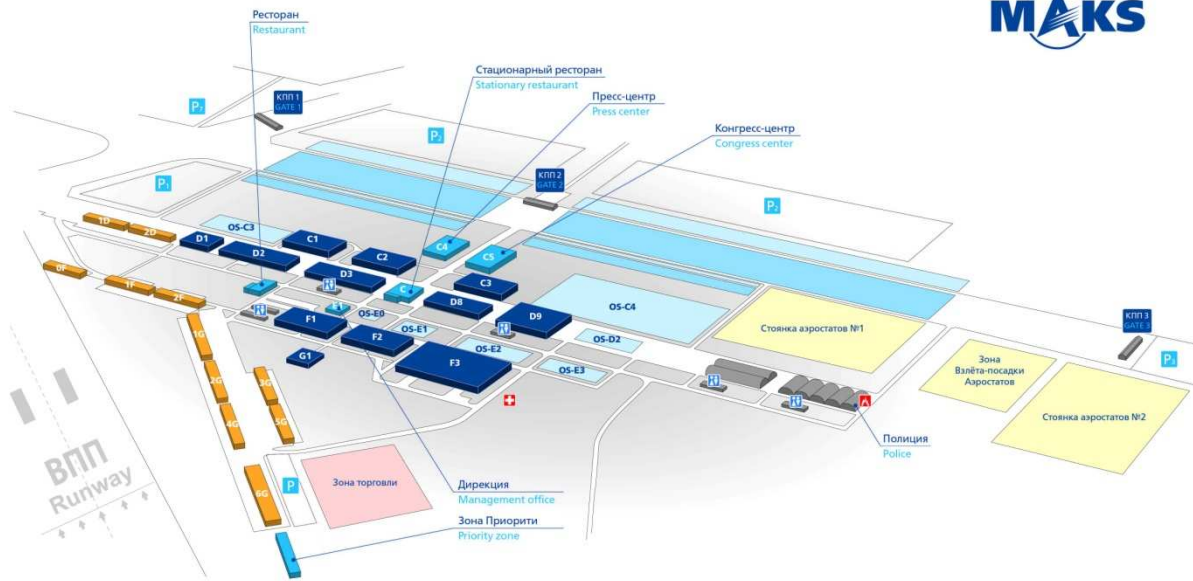 Ресторан
Restaurant
MAKS
Стационарный ресторан
Stationary restaurant
Пресс-центр
Press center
Конгресс-центр
Congress center
КПП 1
GATE 1
P₂
P₁
КПП 2
GATE 2
P₂
1D
2D
D1
OS-C3
C1
D2
C2
C4
C5
D3
C3
0F
1F
2F
C
D8
D9
OS-C4
OS-E0
OS-E1
F1
F2
OS-E2
OS-D2
OS-E3
F3
G1
1G
2G
3G
4G
5G
6G
P
Стоянка аэростатов №1
Зона
Взлёта-посадки
Аэростатов
Стоянка аэростатов №2
КПП 3
GATE 3
P₃
Полиция
Police
ВПП
Runway
Зона торговли
Дирекция
Management office
Зона Приорити
Priority zone